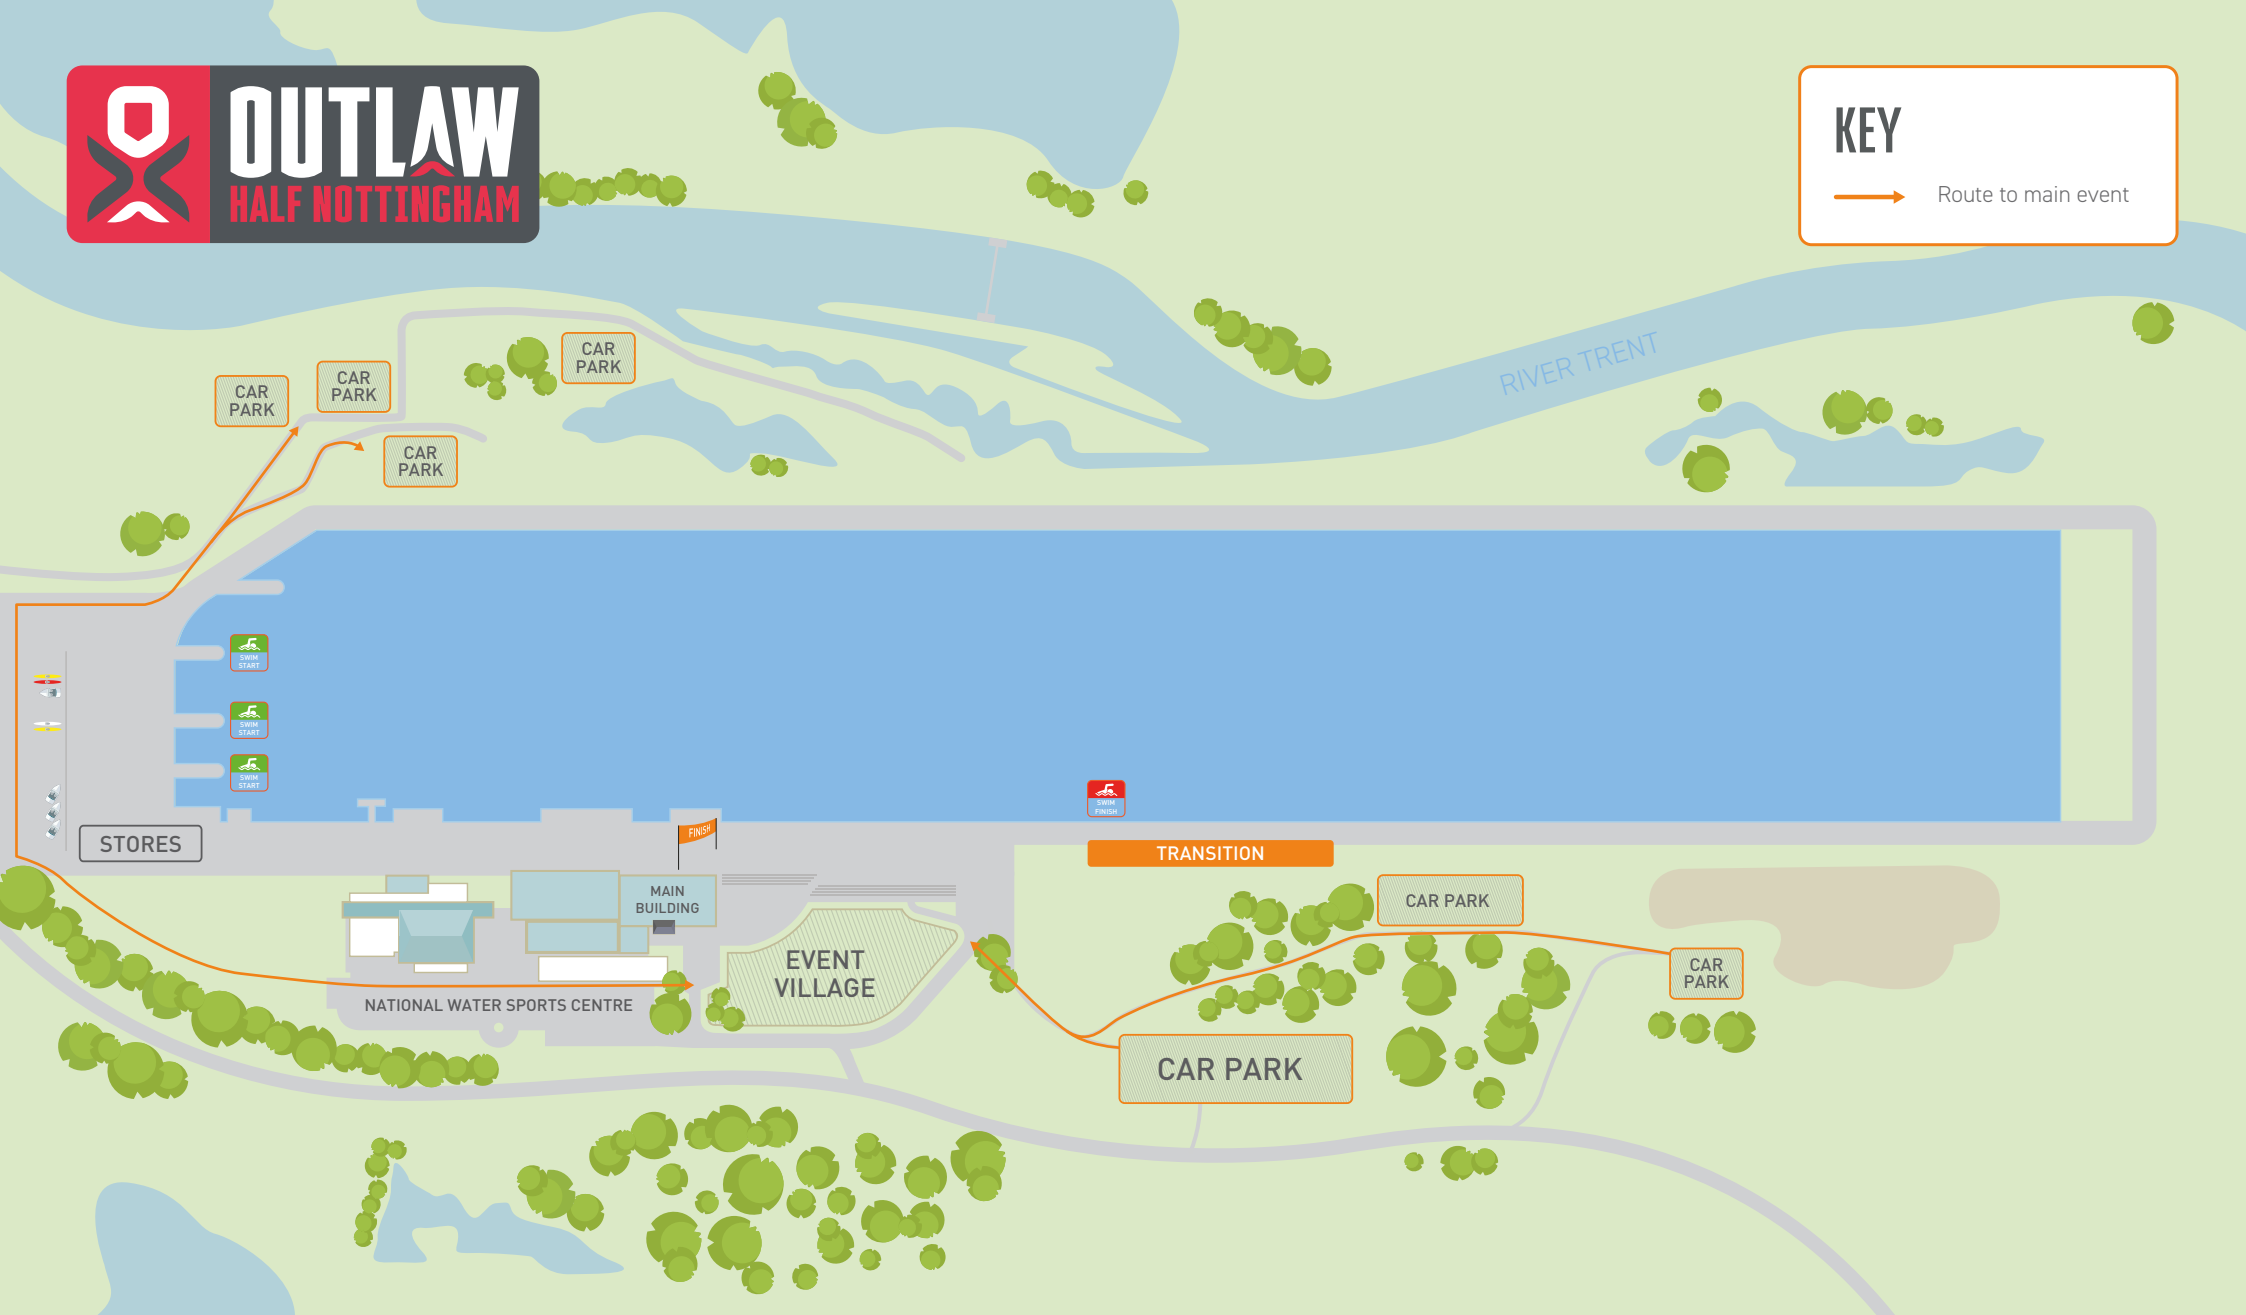 OUTLAW
HALF NOTTINGHAM
KEY
Route to main event
RIVER TRENT
CAR
PARK
CAR
PARK
CAR
PARK
CAR
PARK
SWIM
START
SWIM
START
SWIM
START
SWIM
FINISH
STORES
FINISH
TRANSITION
MAIN
BUILDING
CAR PARK
EVENT
VILLAGE
CAR
PARK
NATIONAL WATER SPORTS CENTRE
CAR PARK